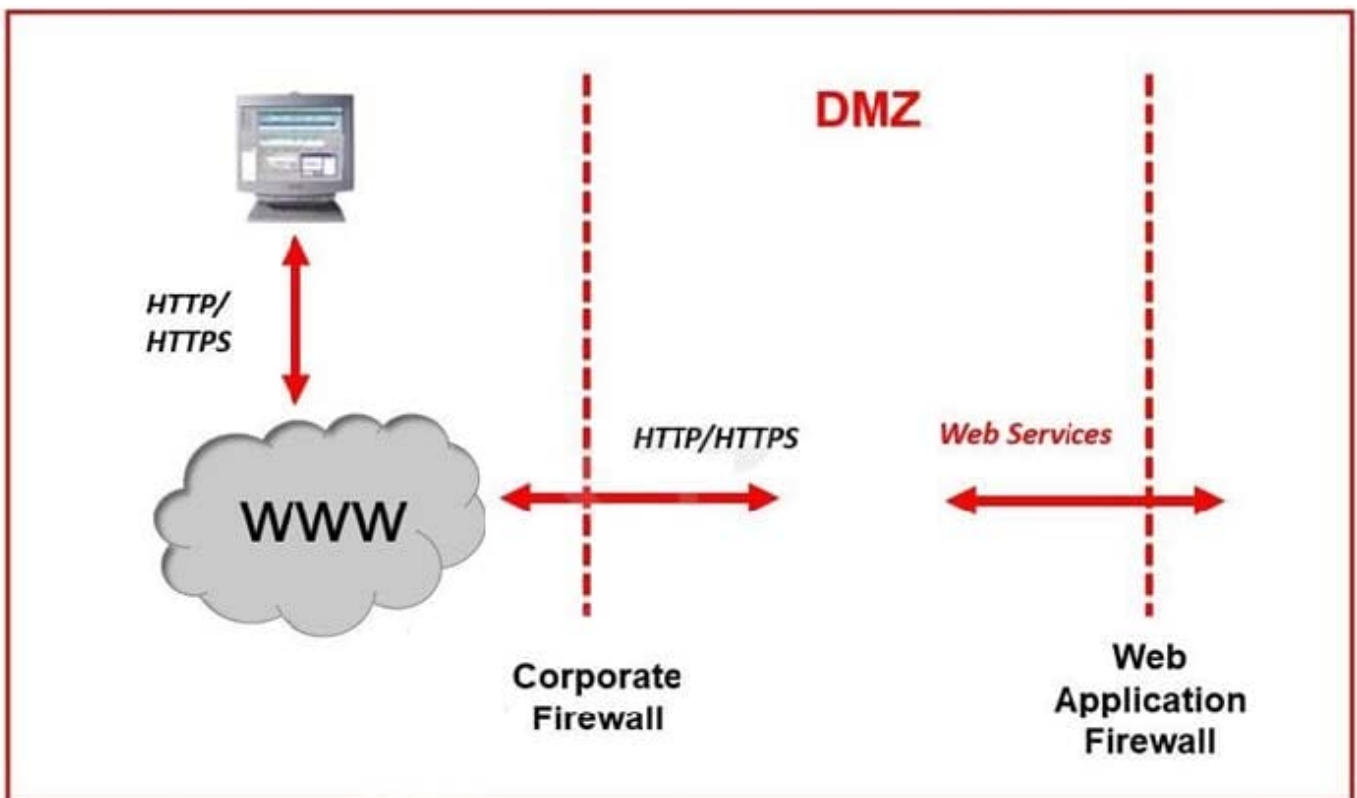 DMZ
HTTP/
HTTPS
HTTP/HTTPS
Web Services
WWW
Corporate
Firewall
Web
Application
Firewall